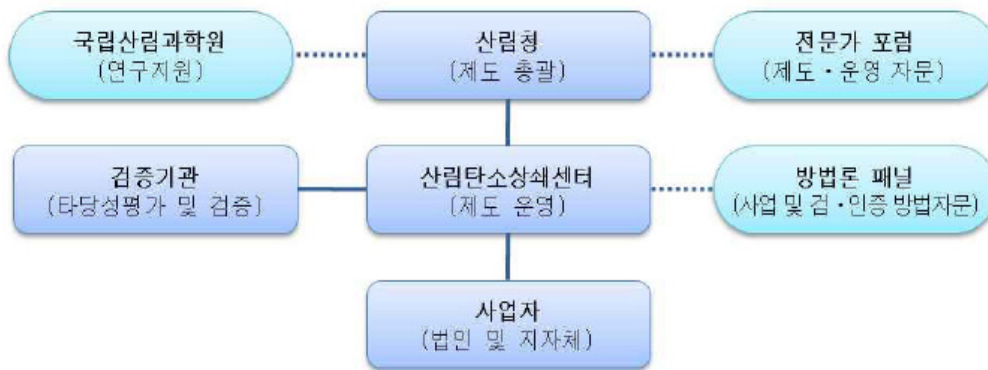 국립산림과학원
(연구지원)
산림청
(제도 총괄)
전문가 포럼
(제도·운영 자문)
검증기관
(타당성평가 및 검증)
산림탄소상쇄센터
(제도 운영)
방법론 패널
(사업 및 검·인증 방법자문)
사업자
(법인 및 지자체)